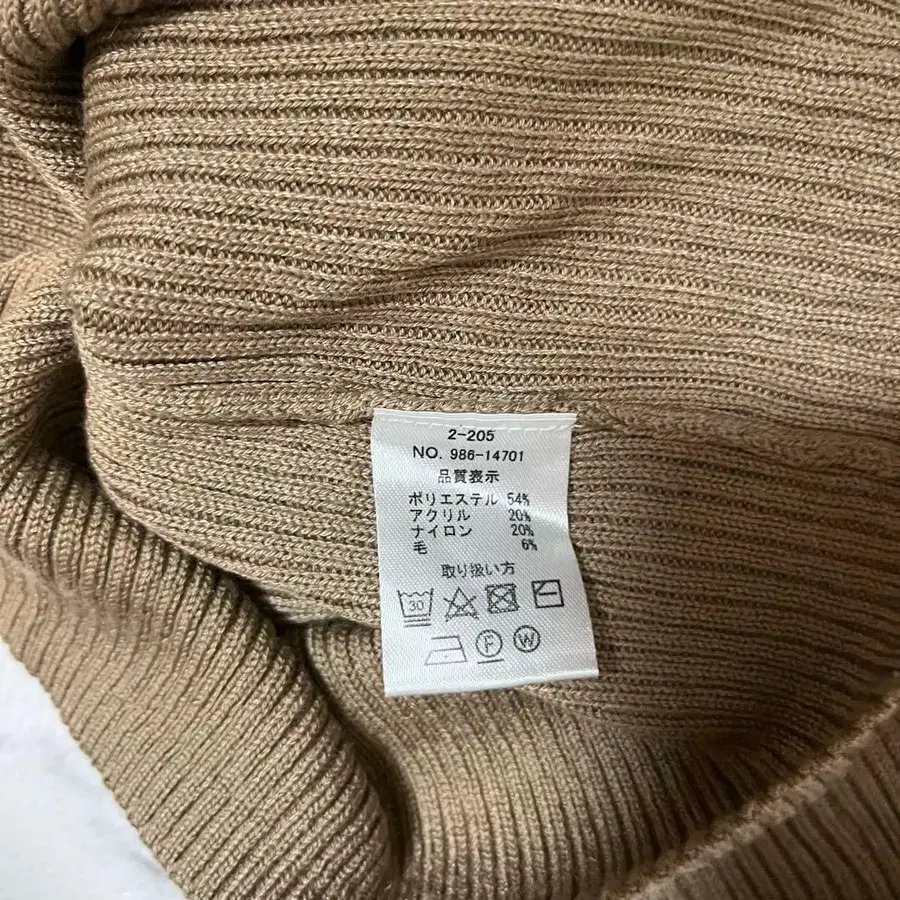 2-205
NO. 986-14701
品質表示
ポリエステル 54%
アクリル 20%
ナイロン 20%
毛 6%
取り扱い方
30
F W